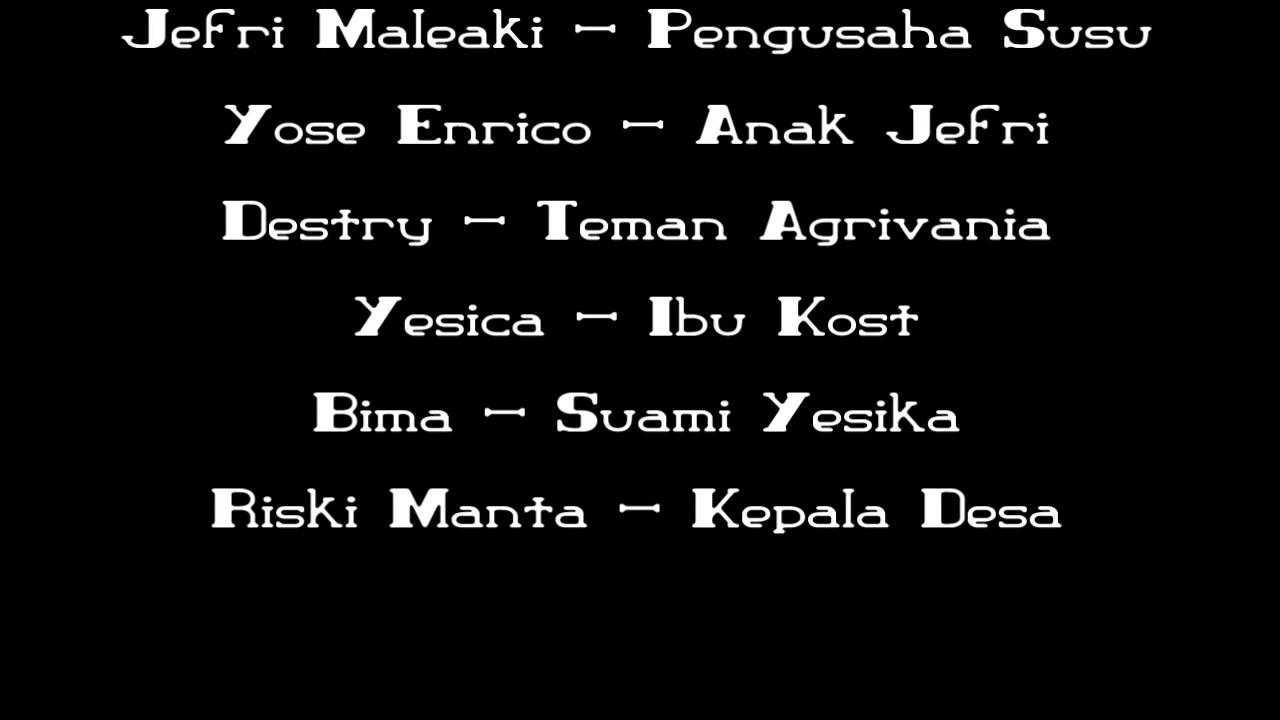 Jefri Maleaki - Pengusaha Susu
Yose Enrico - Anak Jefri
Destry - Teman Agrivania
Yesica - Ibu Kost
Bima - Suami Yesika
Riski Manta - Kepala Desa